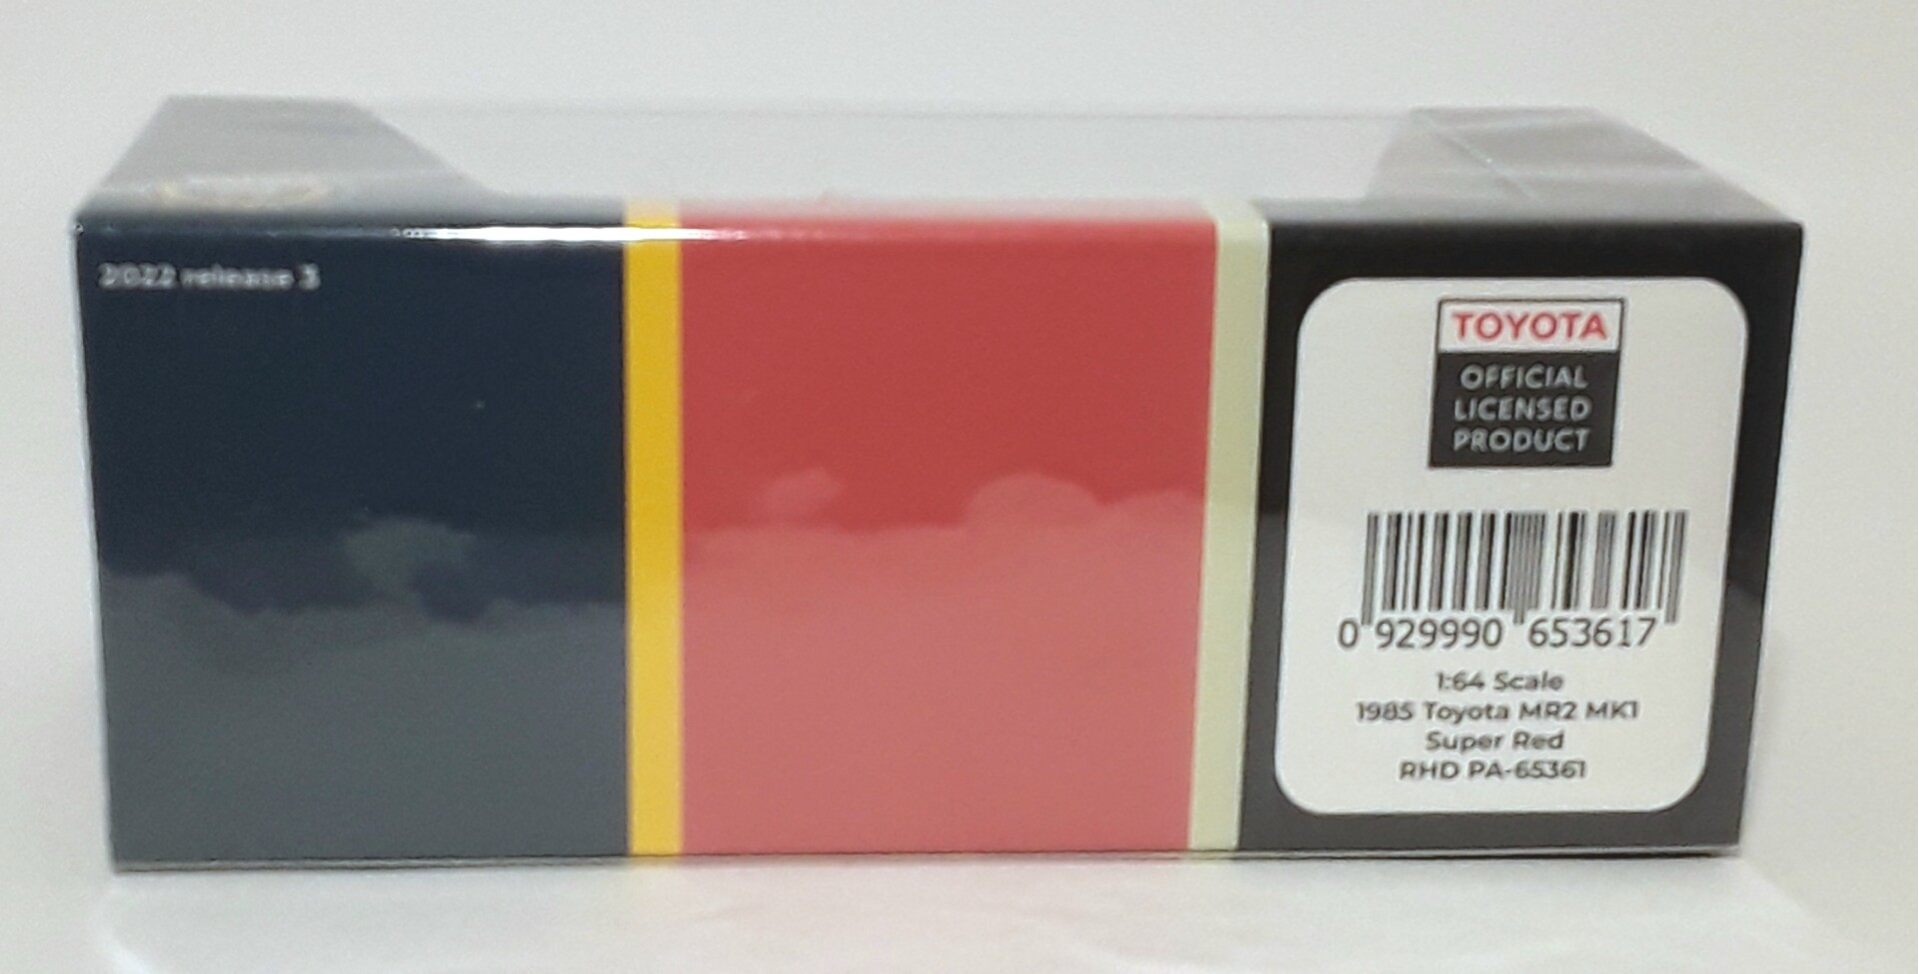 2022 release 3
TOYOTA
OFFICIAL
LICENSED
PRODUCT
0 929990 653617
1:64 Scale
1985 Toyota MR2 MK1
Super Red
RHD PA-65361